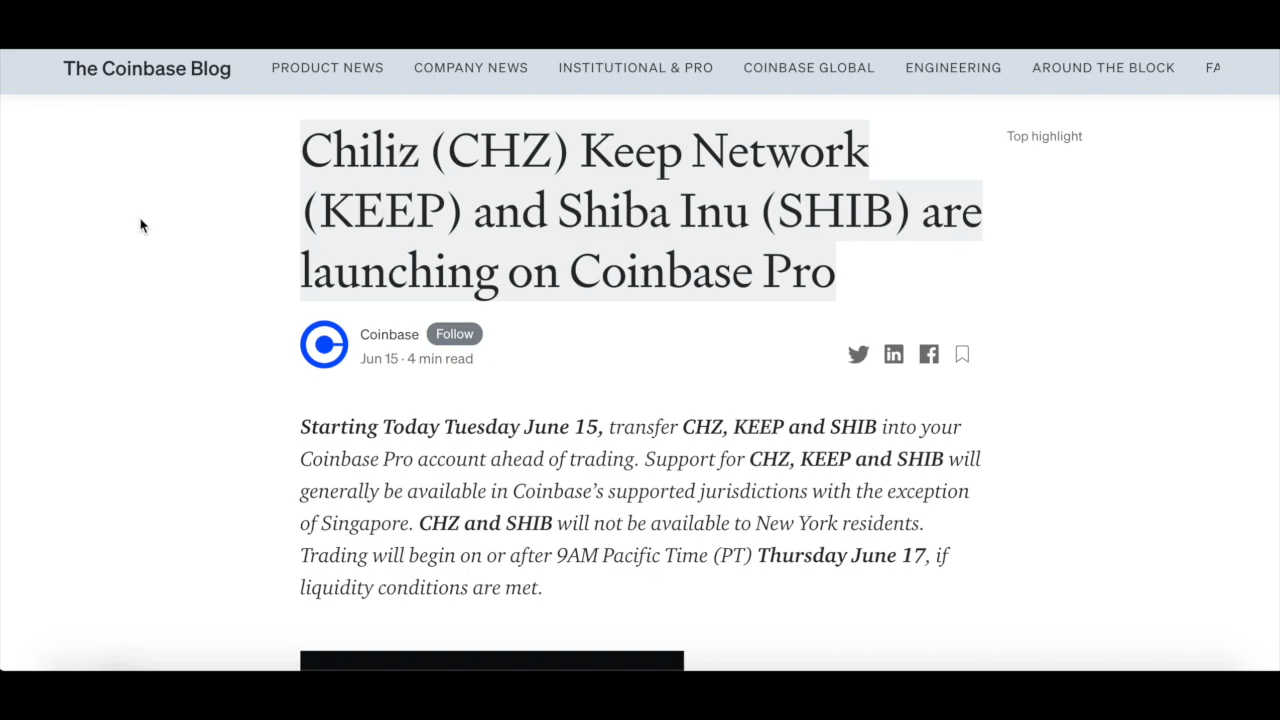 The Coinbase Blog PRODUCT NEWS COMPANY NEWS INSTITUTIONAL & PRO COINBASE GLOBAL ENGINEERING AROUND THE BLOCK FA
Chiliz (CHZ) Keep Network
(KEEP) and Shiba Inu (SHIB) are
launching on Coinbase Pro
Top highlight
Coinbase Follow
Jun 15 · 4 min read
Starting Today Tuesday June 15, transfer CHZ, KEEP and SHIB into your
Coinbase Pro account ahead of trading. Support for CHZ, KEEP and SHIB will
generally be available in Coinbase’s supported jurisdictions with the exception
of Singapore. CHZ and SHIB will not be available to New York residents.
Trading will begin on or after 9AM Pacific Time (PT) Thursday June 17, if
liquidity conditions are met.